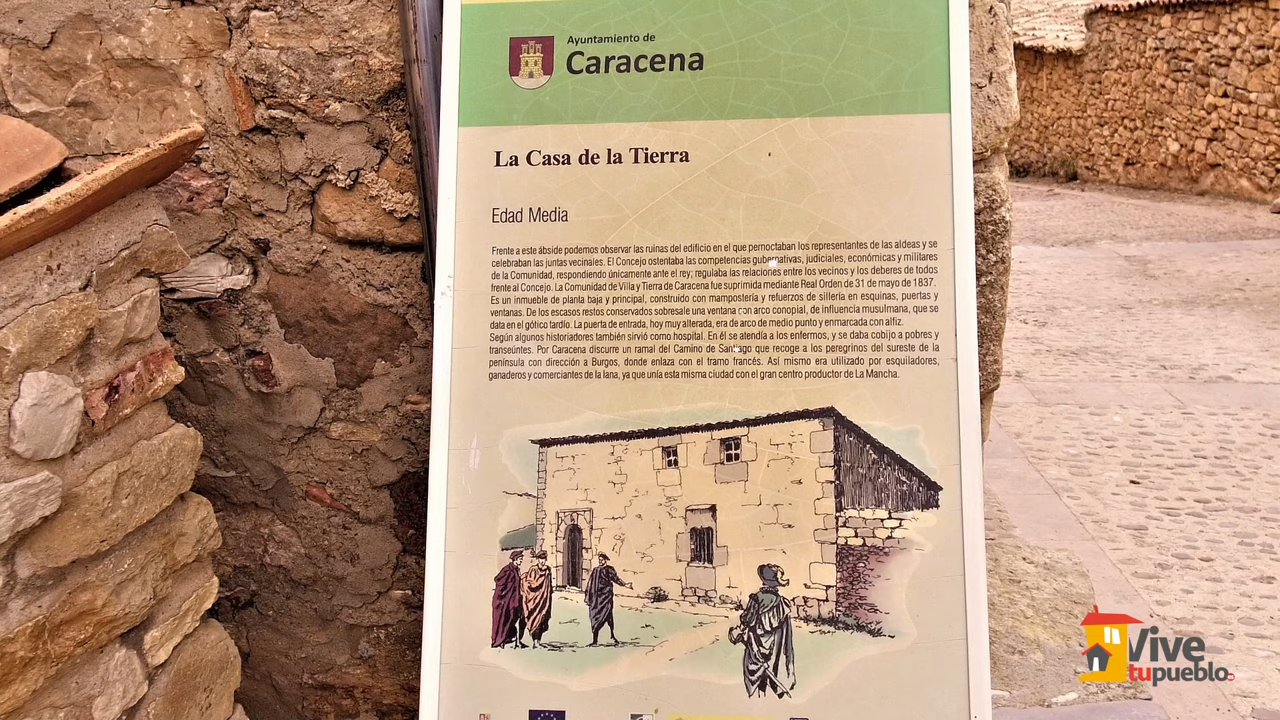 Ayuntamiento de
Caracena
La Casa de la Tierra
Edad Media
Frente a este ábside podemos observar las ruinas del edificio en el que pernoctaban los representantes de las aldeas y se
celebraban las juntas vecinales. El Concejo ostentaba las competencias gubernativas, judiciales, económicas y militares
de la Comunidad, respondiendo únicamente ante el rey; regulaba las relaciones entre los vecinos y los deberes de todos
frente al Concejo. La Comunidad de Villa y Tierra de Caracena fue suprimida mediante Real Orden de 31 de mayo de 1837.
Es un inmueble de planta baja y principal, construido con mampostería y refuerzos de sillería en esquinas, puertas y
ventanas. De los escasos restos conservados sobresale una ventana con arco conopial, de influencia musulmana, que se
data en el gótico tardío. La puerta de entrada, hoy muy alterada, era de arco de medio punto y enmarcada con alfiz.
Según algunos historiadores también sirvió como hospital. En él se atendía a los enfermos, y se daba cobijo a pobres y
transeúntes. Por Caracena discurre un ramal del Camino de Santiago que recoge a los peregrinos del sureste de la
península con dirección a Burgos, donde enlaza con el tramo francés. Así mismo era utilizado por esquiladores,
ganaderos y comerciantes de la lana, ya que unía esta misma ciudad con el gran centro productor de La Mancha.
Vive
tupueblo